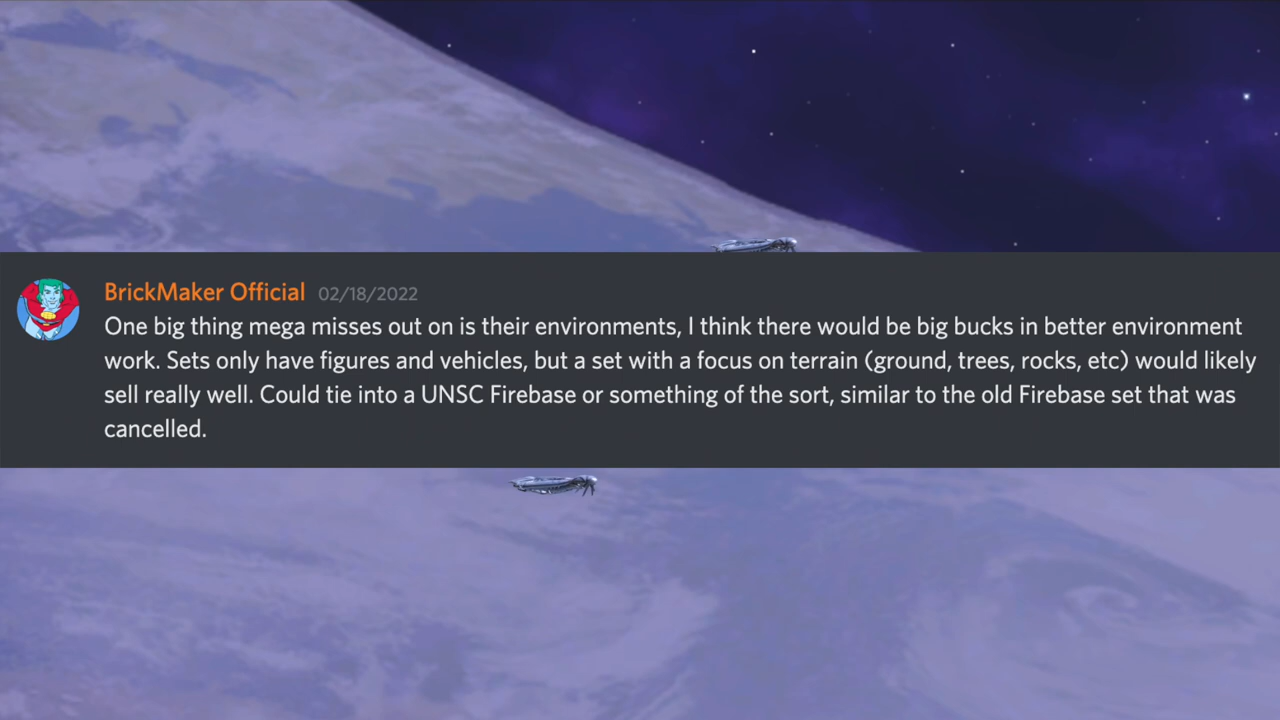 BrickMaker Official 02/18/2022
One big thing mega misses out on is their environments, I think there would be big bucks in better environment
work. Sets only have figures and vehicles, but a set with a focus on terrain (ground, trees, rocks, etc) would likely
sell really well. Could tie into a UNSC Firebase or something of the sort, similar to the old Firebase set that was
cancelled.